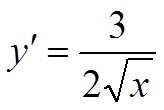 y′ = 3/(2√x)